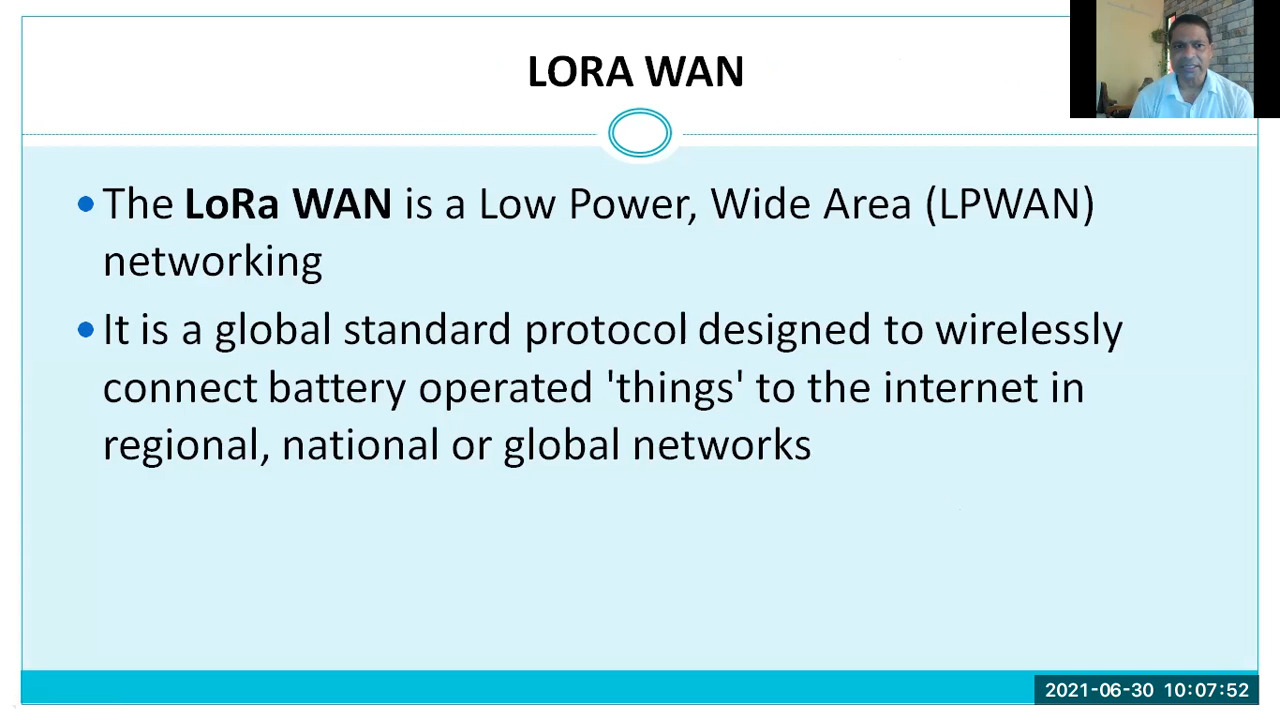 LORA WAN
The LoRa WAN is a Low Power, Wide Area (LPWAN)
networking
It is a global standard protocol designed to wirelessly
connect battery operated 'things' to the internet in
regional, national or global networks
2021-06-30 10:07:52